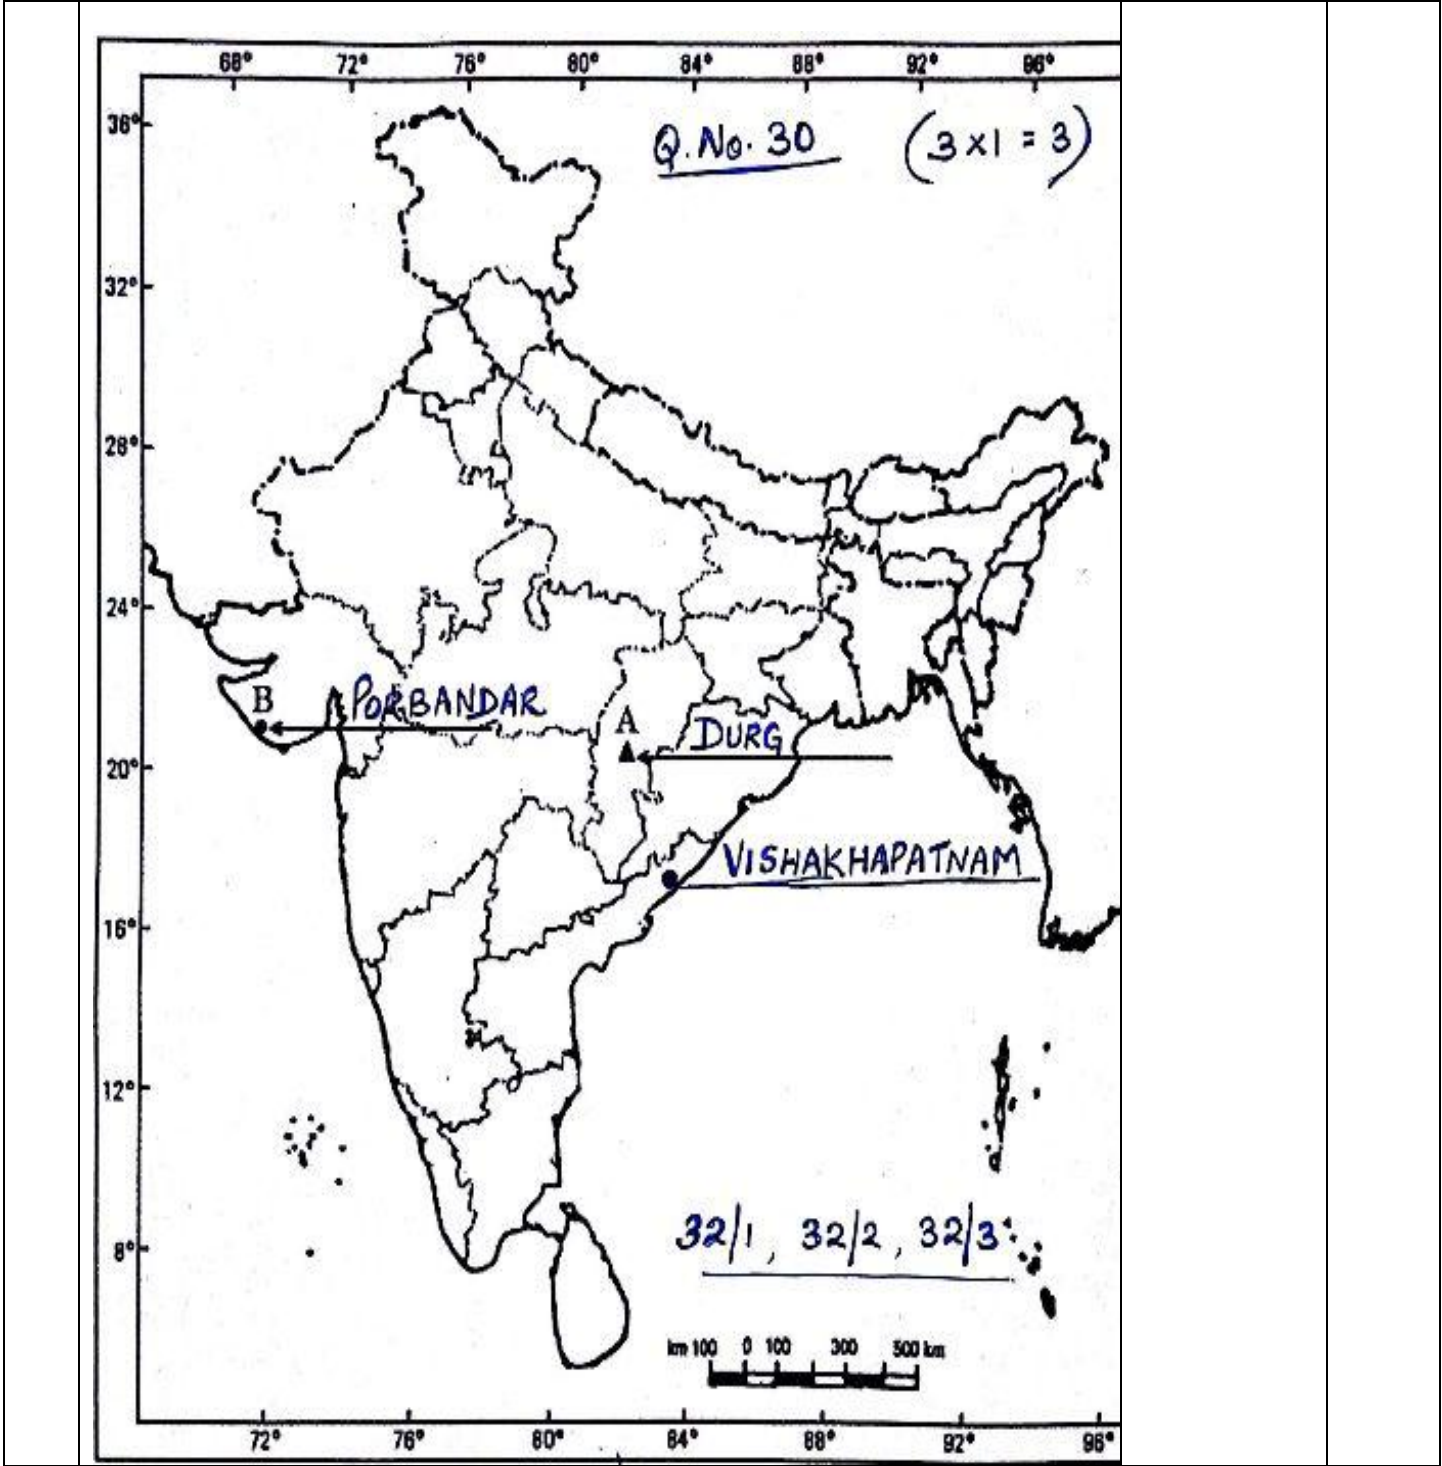 68° 72° 76° 80° 84° 88° 92° 96°
36°
Q.No. 30 (3 x 1 = 3)
32°
28°
24°
B PORBANDAR
A DURG
20°
VISHAKHAPATNAM
16°
12°
32/1, 32/2, 32/3
8°
km 100 0 100 300 500 km
72° 76° 80° 84° 88° 92° 96°